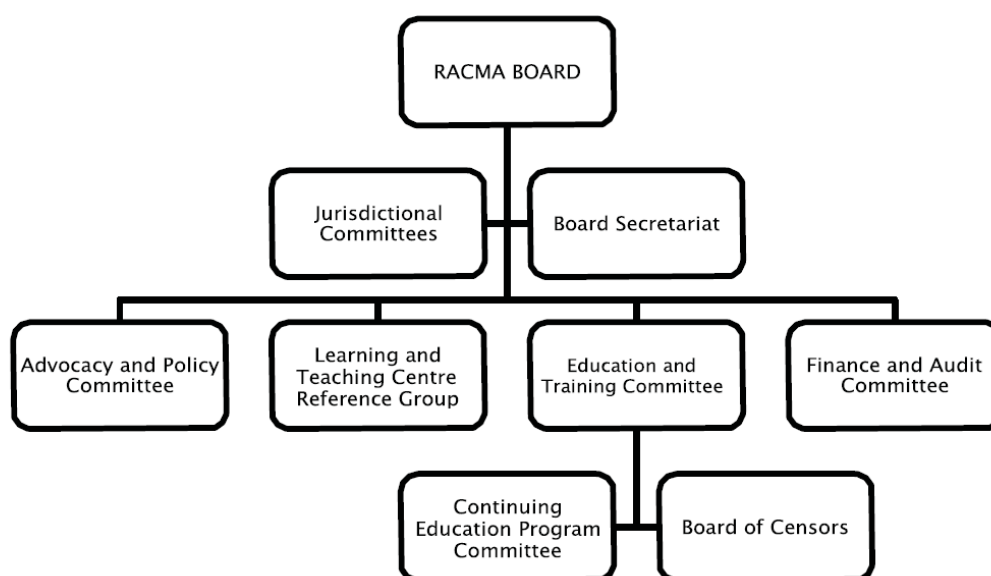 RACMA BOARD
Jurisdictional
Committees
Board Secretariat
Advocacy and Policy
Committee
Learning and
Teaching Centre
Reference Group
Education and
Training Committee
Finance and Audit
Committee
Continuing
Education Program
Committee
Board of Censors